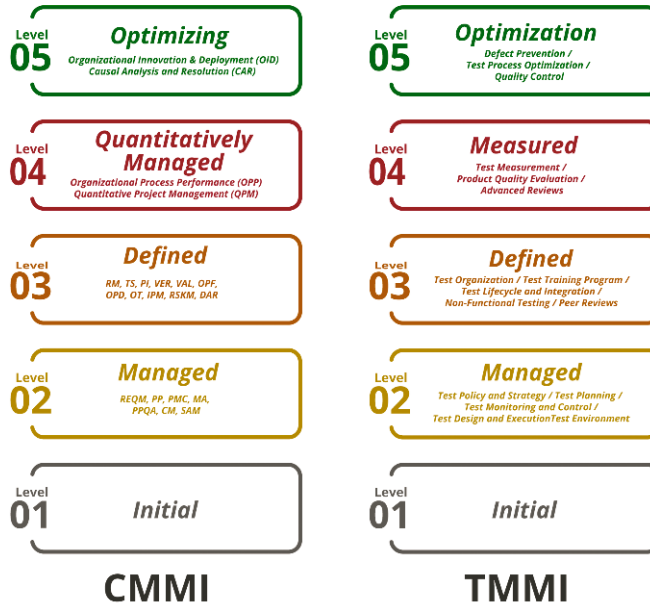 Level
05
Optimizing
Organizational Innovation & Deployment (OID)
Causal Analysis and Resolution (CAR)
Level
04
Quantitatively
Managed
Organizational Process Performance (OPP)
Quantitative Project Management (QPM)
Level
03
Defined
RM, TS, PI, VER, VAL, OPF,
OPD, OT, IPM, RSKM, DAR
Level
02
Managed
REQM, PP, PMC, MA,
PPQA, CM, SAM
Level
01
Initial
CMMI
Level
05
Optimization
Defect Prevention /
Test Process Optimization /
Quality Control
Level
04
Measured
Test Measurement /
Product Quality Evaluation /
Advanced Reviews
Level
03
Defined
Test Organization / Test Training Program /
Test Lifecycle and Integration /
Non-Functional Testing / Peer Reviews
Level
02
Managed
Test Policy and Strategy / Test Planning /
Test Monitoring and Control /
Test Design and ExecutionTest Environment
Level
01
Initial
TMMI